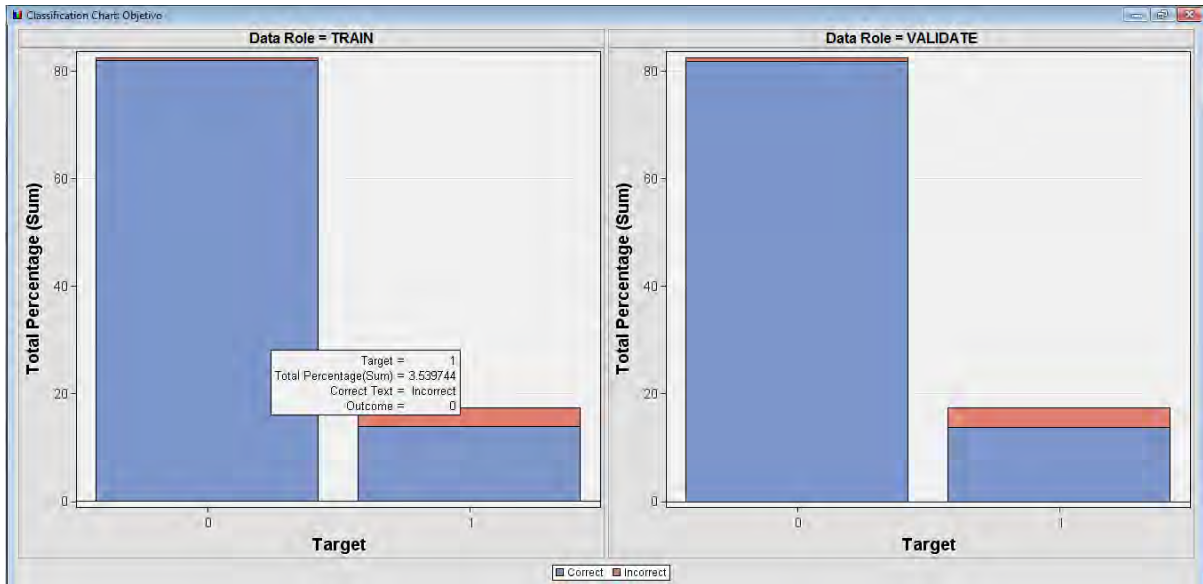 Classification Chart: Objetivo
Data Role = TRAIN
Total Percentage (Sum)
80
60
40
20
0
Target = 1
Total Percentage(Sum) = 3.539744
Correct Text = Incorrect
Outcome = 0
0
1
Target
Data Role = VALIDATE
Total Percentage (Sum)
80
60
40
20
0
0
1
Target
Correct
Incorrect